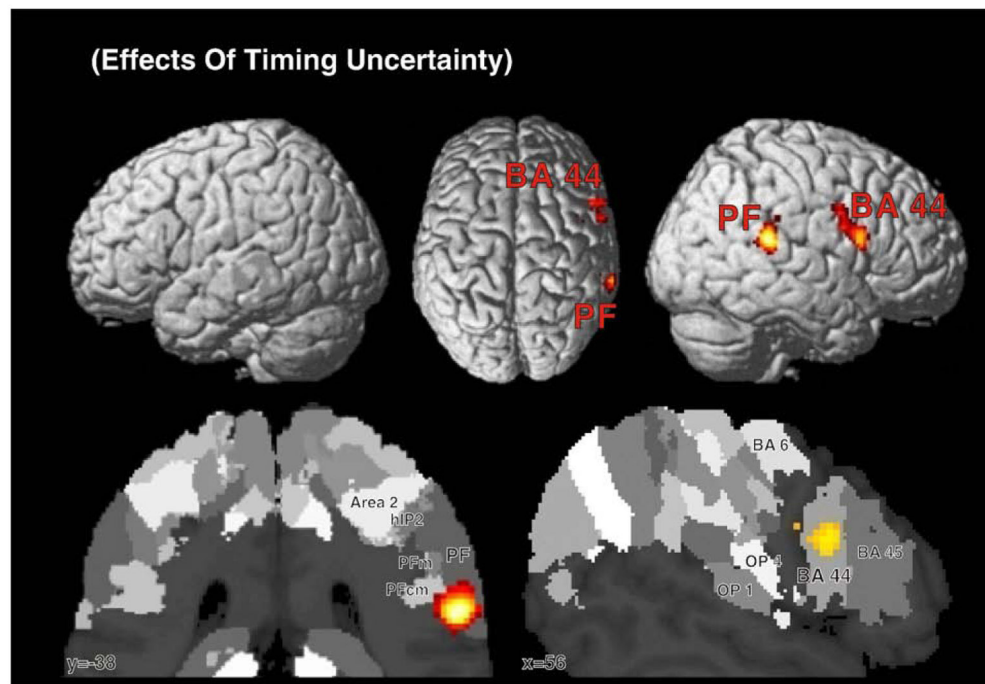 (Effects Of Timing Uncertainty)
BA 44
PF
PF
BA 44
Area 2
hIP2
PFm
PF
PFcm
y=-38
BA 6
OP 4
OP 1
BA 44
BA 45
x=56